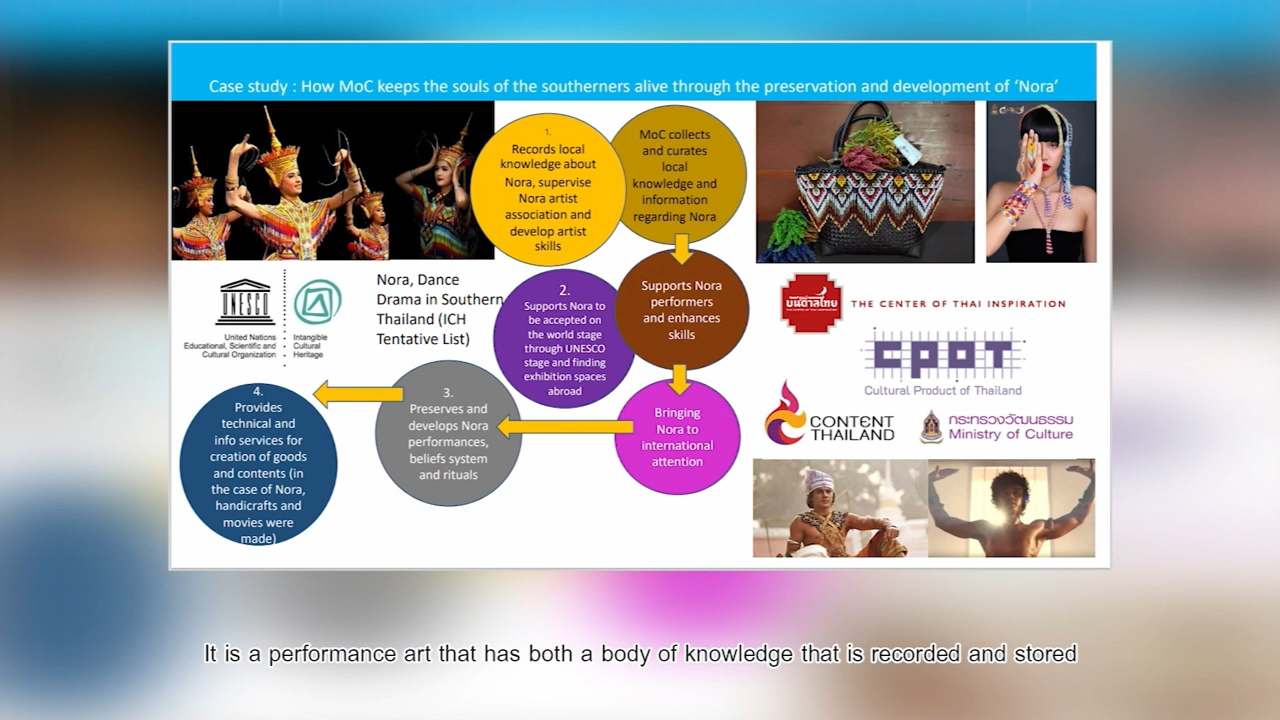 Case study : How MoC keeps the souls of the southerners alive through the preservation and development of ‘Nora’
1.
Records local
knowledge about
Nora, supervise
Nora artist
association and
develop artist
skills
MoC collects
and curates
local
knowledge and
information
regarding Nora
UNESCO
United Nations
Educational, Scientific and
Cultural Organization
Intangible
Cultural
Heritage
Nora, Dance
Drama in Southern
Thailand (ICH
Tentative List)
2.
Supports Nora to
be accepted on
the world stage
through UNESCO
stage and finding
exhibition spaces
abroad
Supports Nora
performers
and enhances
skills
บันดาลไทย
THE CENTER OF THAI INSPIRATION
CPOT
Cultural Product of Thailand
4.
Provides
technical and
info services for
creation of goods
and contents (in
the case of Nora,
handicrafts and
movies were
made)
3.
Preserves and
develops Nora
performances,
beliefs system
and rituals
Bringing
Nora to
international
attention
CONTENT
THAILAND
กระทรวงวัฒนธรรม
Ministry of Culture
It is a performance art that has both a body of knowledge that is recorded and stored